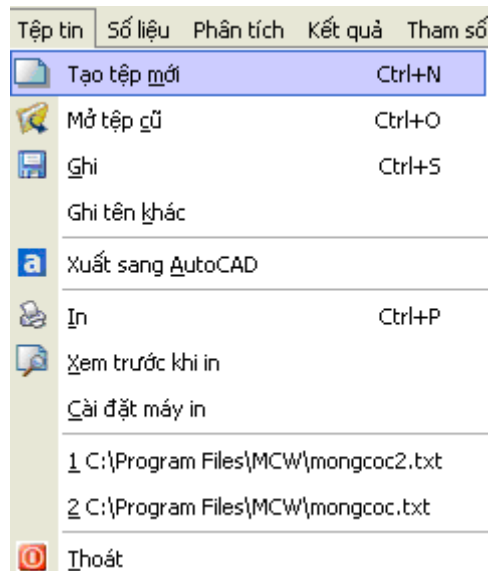 Tệp tin Số liệu Phân tích Kết quả Tham số
Tạo tệp mới Ctrl+N
Mở tệp cũ Ctrl+O
Ghi Ctrl+S
Ghi tên khác
a Xuất sang AutoCAD
In Ctrl+P
Xem trước khi in
Cài đặt máy in
1 C:\Program Files\MCW\mongcoc2.txt
2 C:\Program Files\MCW\mongcoc.txt
Thoát